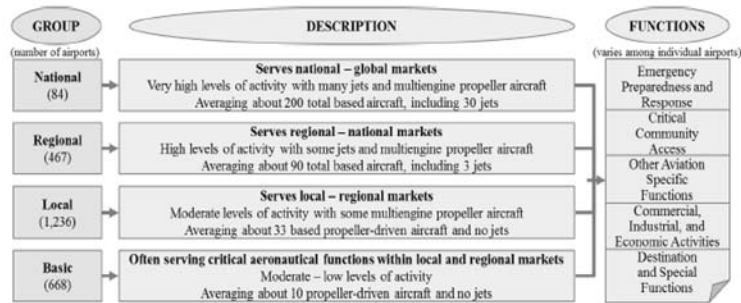 GROUP
(number of airports)
DESCRIPTION
FUNCTIONS
(varies among individual airports)
National
(84)
Serves national – global markets
Very high levels of activity with many jets and multiengine propeller aircraft
Averaging about 200 total based aircraft, including 30 jets
Regional
(467)
Serves regional – national markets
High levels of activity with some jets and multiengine propeller aircraft
Averaging about 90 total based aircraft, including 3 jets
Local
(1,236)
Serves local – regional markets
Moderate levels of activity with some multiengine propeller aircraft
Averaging about 33 based propeller-driven aircraft and no jets
Basic
(668)
Often serving critical aeronautical functions within local and regional markets
Moderate – low levels of activity
Averaging about 10 propeller-driven aircraft and no jets
Emergency
Preparedness and
Response
Critical
Community
Access
Other Aviation
Specific
Functions
Commercial,
Industrial, and
Economic Activities
Destination
and Special
Functions